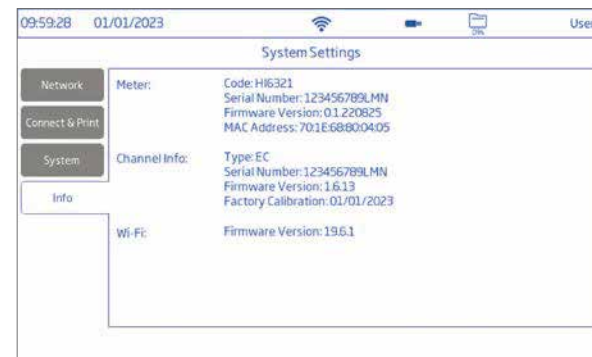 09:59:28 01/01/2023 User
0%
System Settings
Network
Connect & Print
System
Info
Meter: Code: HI6321
Serial Number: 123456789LMN
Firmware Version: 0.1.220825
MAC Address: 70:1E:68:80:04:05
Channel Info: Type: EC
Serial Number: 123456789LMN
Firmware Version: 1.6.13
Factory Calibration: 01/01/2023
Wi-Fi: Firmware Version: 19.6.1